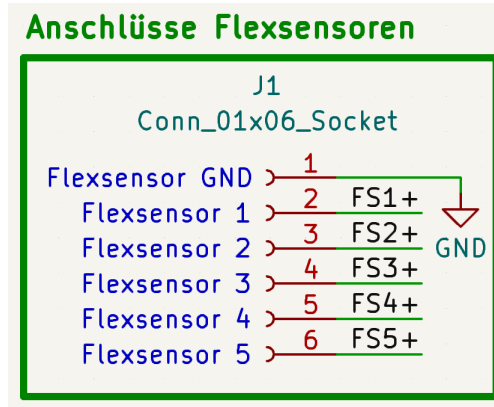 Anschlüsse Flexsensoren
J1
Conn_01x06_Socket
Flexsensor GND 1
Flexsensor 1 2 FS1+
Flexsensor 2 3 FS2+
GND
Flexsensor 3 4 FS3+
Flexsensor 4 5 FS4+
Flexsensor 5 6 FS5+